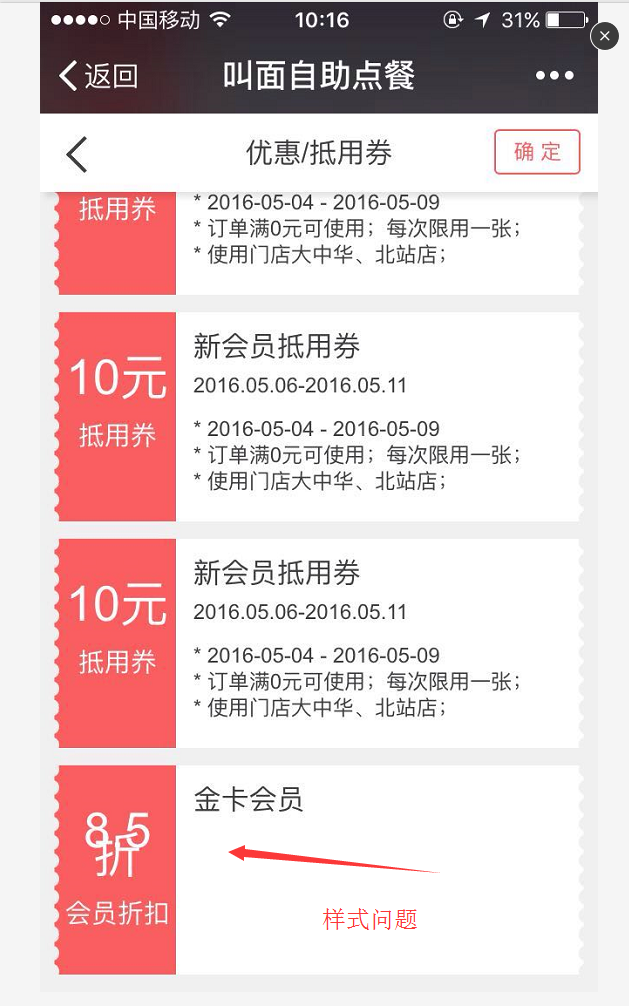 中国移动 10:16 31%
返回 叫面自助点餐
优惠/抵用券 确 定
抵用券
* 2016-05-04 - 2016-05-09
* 订单满0元可使用；每次限用一张；
* 使用门店大中华、北站店；
10元
抵用券
新会员抵用券
2016.05.06-2016.05.11
* 2016-05-04 - 2016-05-09
* 订单满0元可使用；每次限用一张；
* 使用门店大中华、北站店；
10元
抵用券
新会员抵用券
2016.05.06-2016.05.11
* 2016-05-04 - 2016-05-09
* 订单满0元可使用；每次限用一张；
* 使用门店大中华、北站店；
8.5
折
会员折扣
金卡会员
样式问题